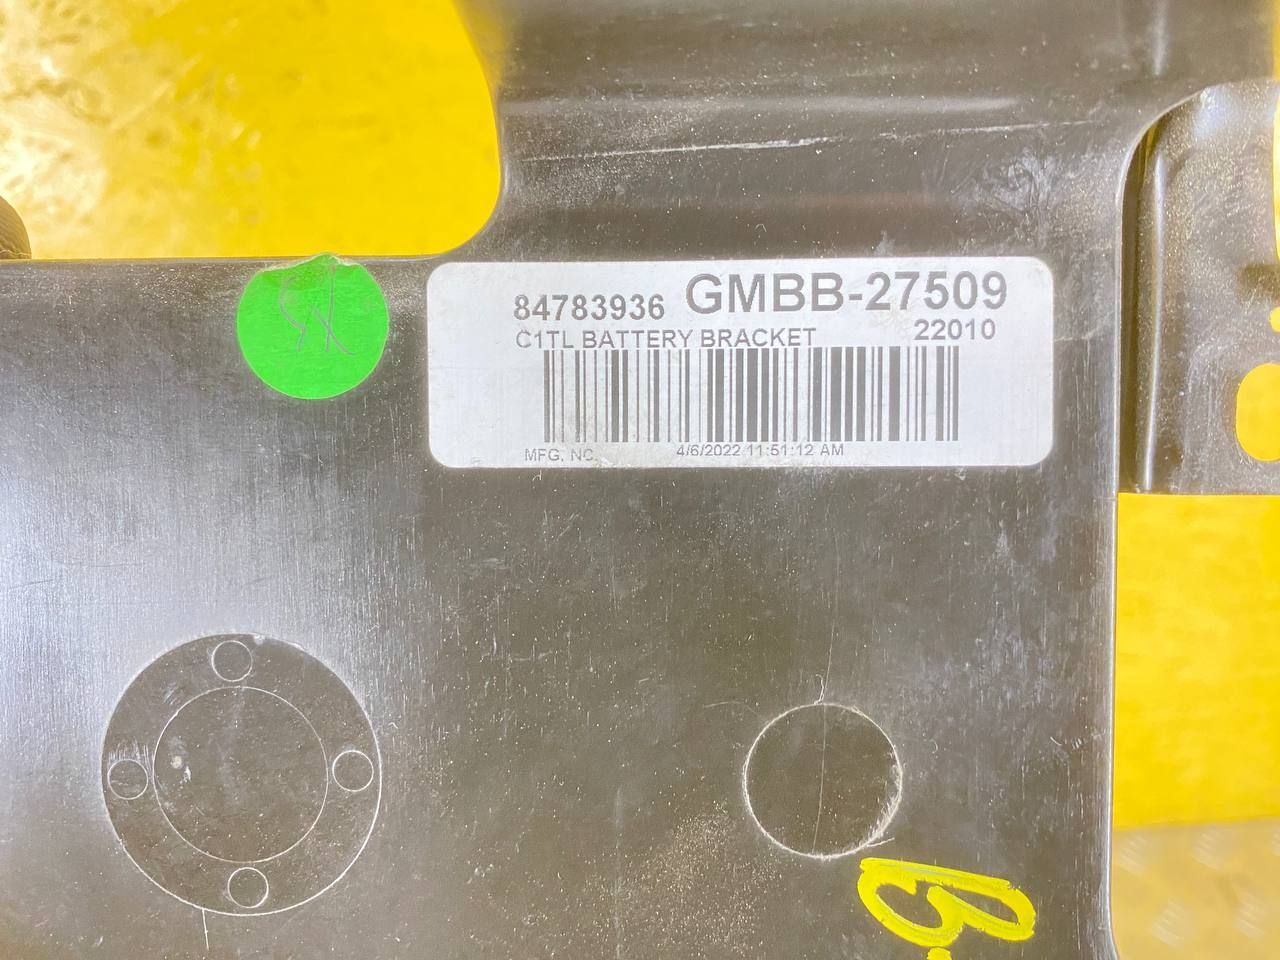 84783936 GMBB-27509
C1TL BATTERY BRACKET 22010
MFG. NC. 4/6/2022 11:51:12 AM
B